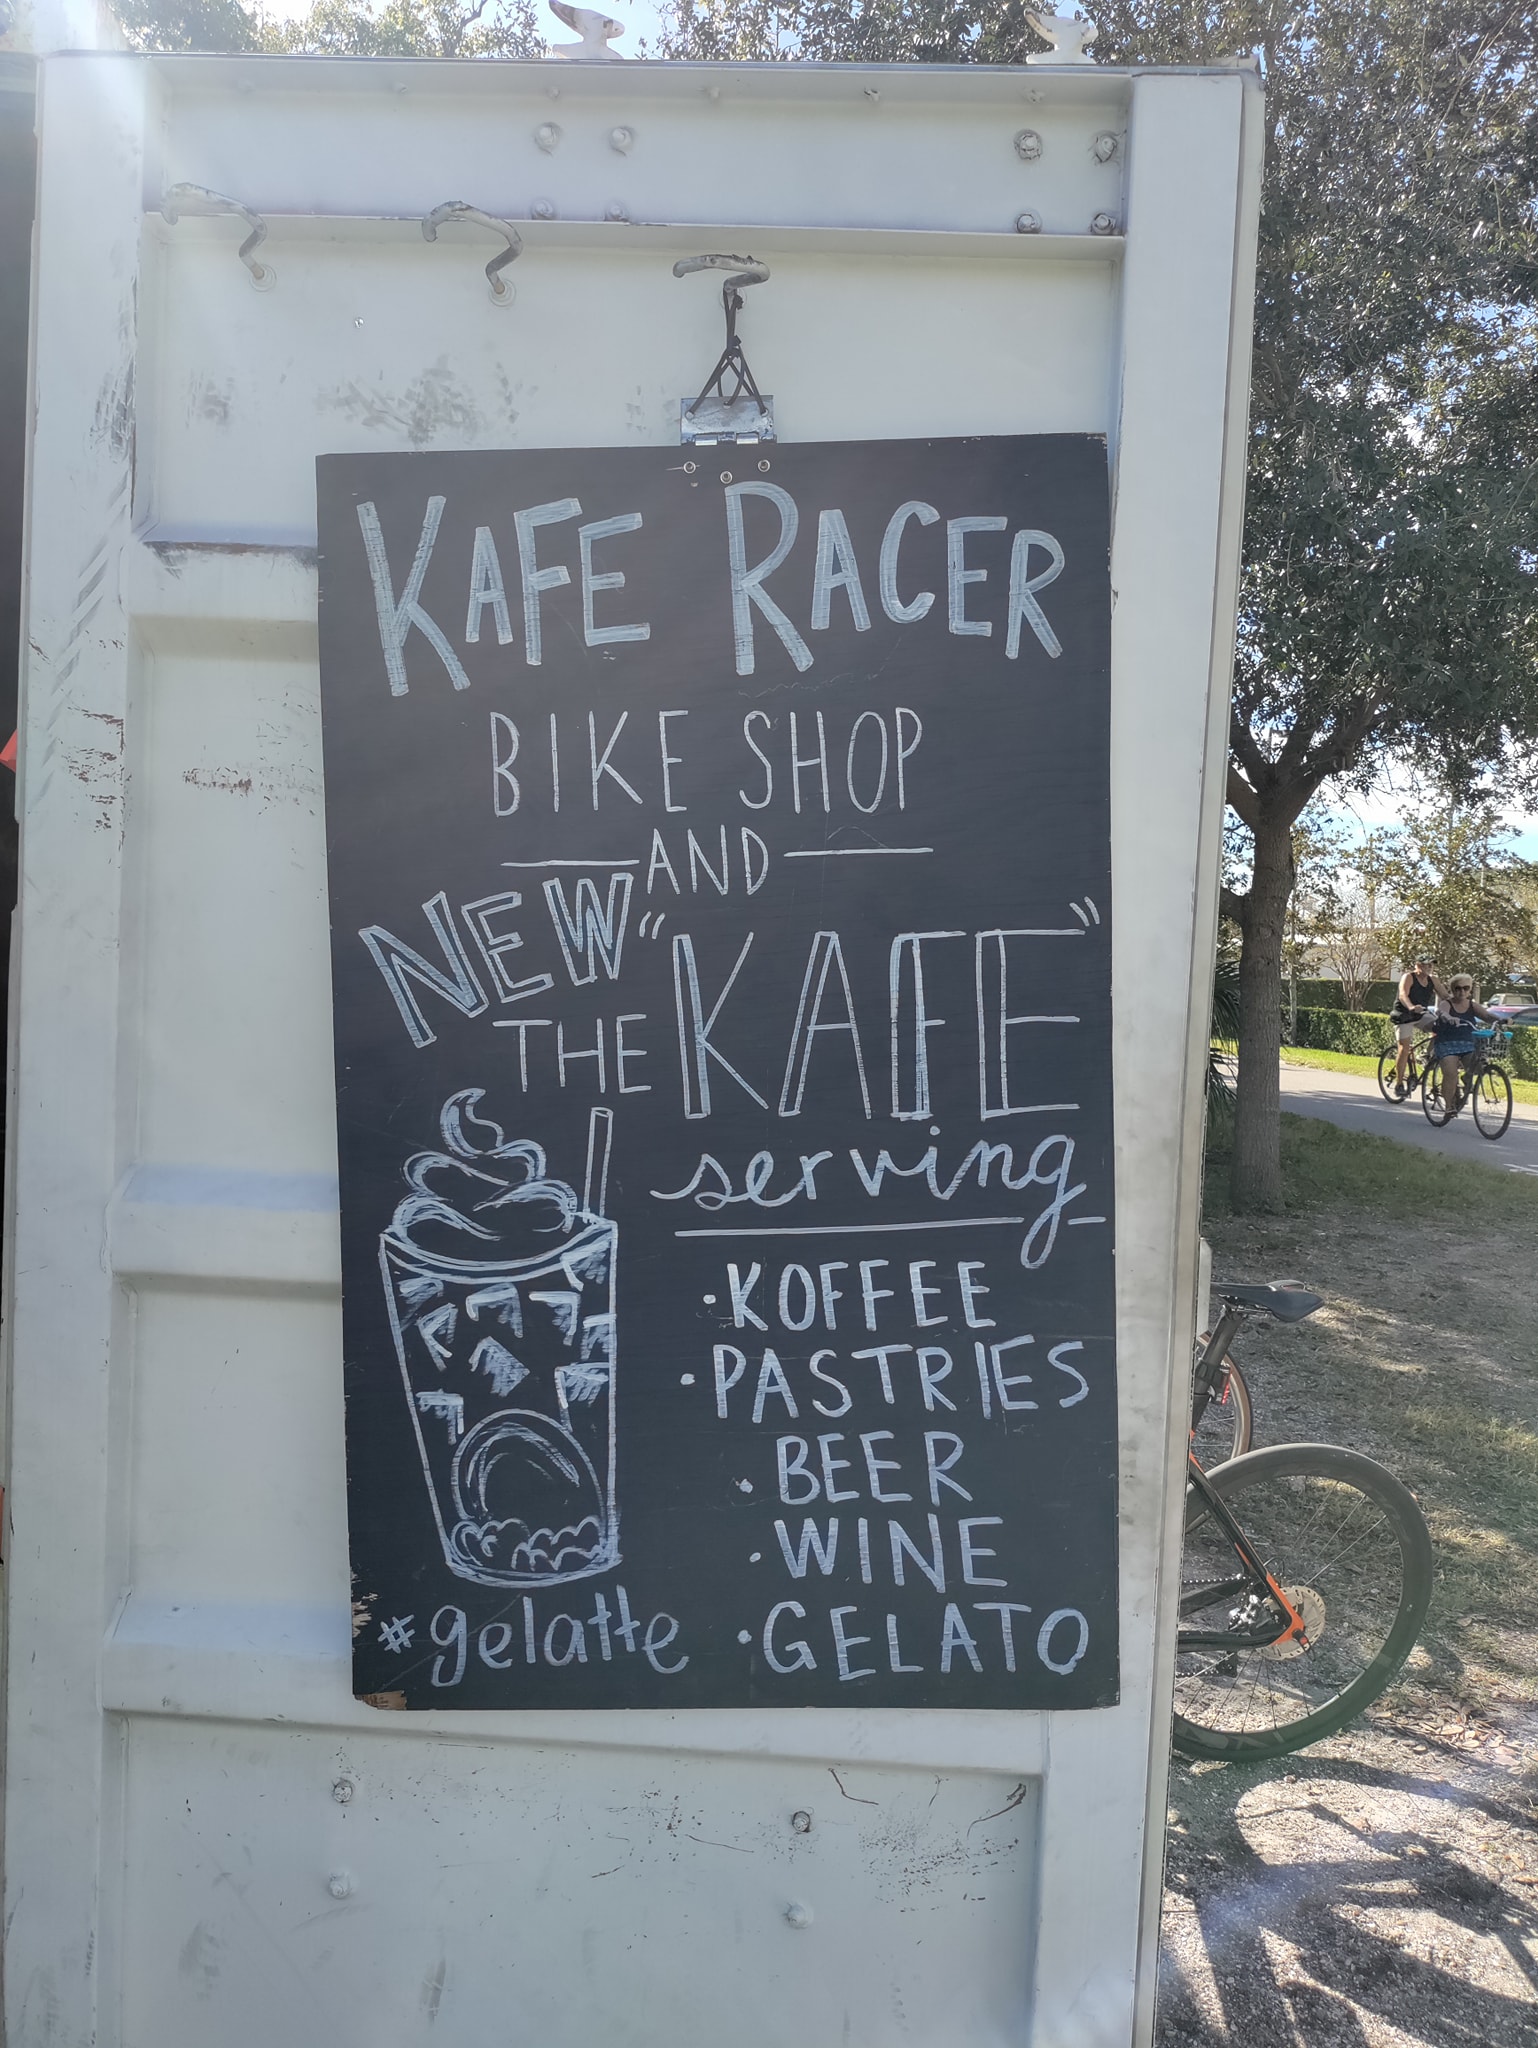 KAFE RACER
BIKE SHOP
AND
NEW
THE "KAFE"
serving
· KOFFEE
· PASTRIES
· BEER
· WINE
· GELATO
#gelatte